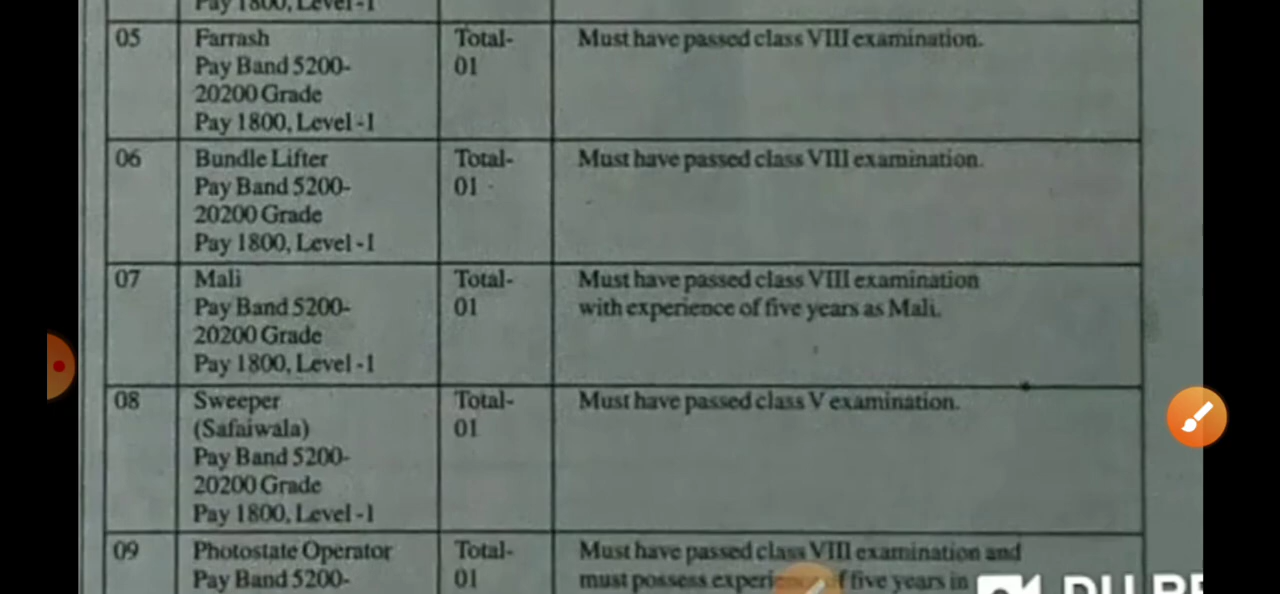 Pay 1800, Level -1
05 Farrash Total- Must have passed class VIII examination.
Pay Band 5200- 01
20200 Grade
Pay 1800, Level -1
06 Bundle Lifter Total- Must have passed class VIII examination.
Pay Band 5200- 01
20200 Grade
Pay 1800, Level -1
07 Mali Total- Must have passed class VIII examination
Pay Band 5200- 01 with experience of five years as Mali.
20200 Grade
Pay 1800, Level -1
08 Sweeper Total- Must have passed class V examination.
(Safaiwala) 01
Pay Band 5200-
20200 Grade
Pay 1800, Level -1
09 Photostate Operator Total- Must have passed class VIII examination and
Pay Band 5200- 01 must possess five years in